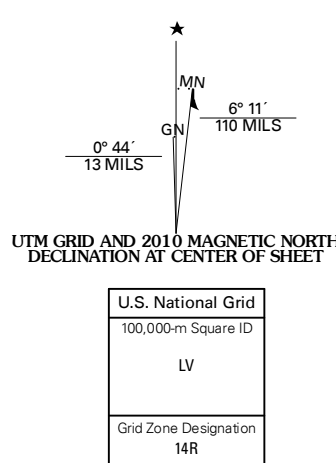 ★
MN
GN
6° 11´
110 MILS
0° 44´
13 MILS
UTM GRID AND 2010 MAGNETIC NORTH
DECLINATION AT CENTER OF SHEET
U.S. National Grid
100,000-m Square ID
LV
Grid Zone Designation
14R